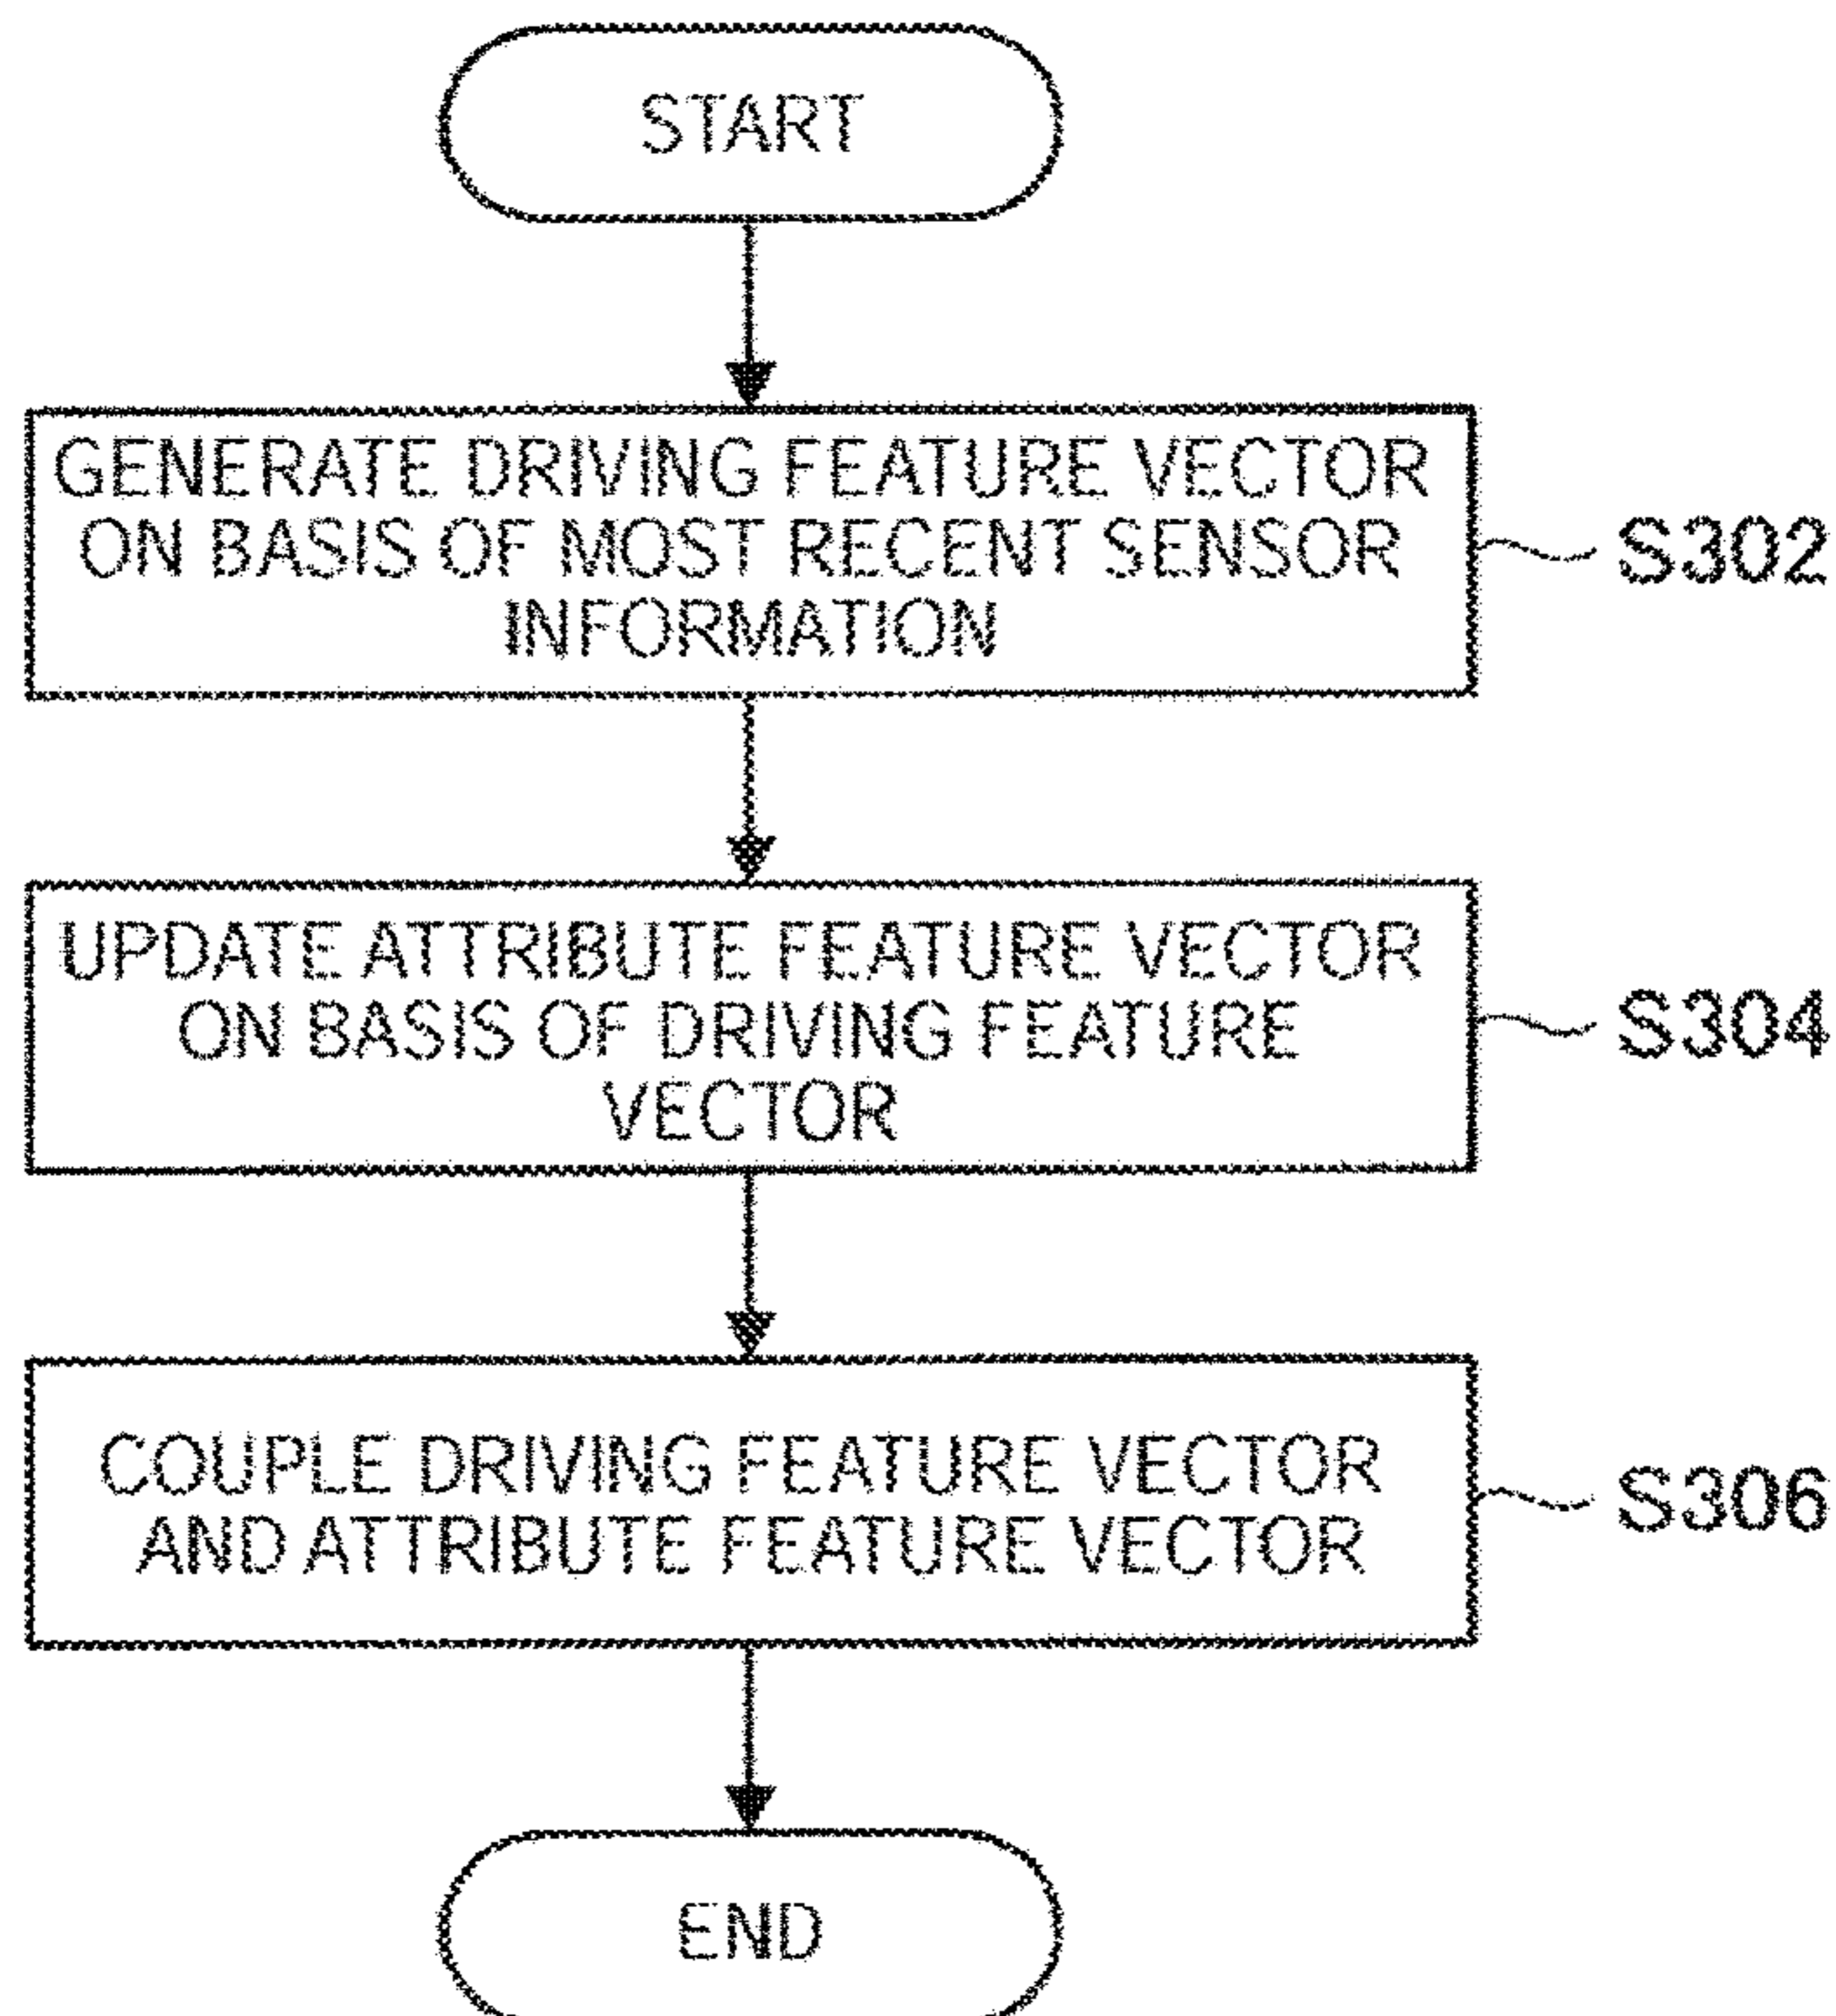 START
GENERATE DRIVING FEATURE VECTOR
ON BASIS OF MOST RECENT SENSOR
INFORMATION
S302
UPDATE ATTRIBUTE FEATURE VECTOR
ON BASIS OF DRIVING FEATURE
VECTOR
S304
COUPLE DRIVING FEATURE VECTOR
AND ATTRIBUTE FEATURE VECTOR
S306
END